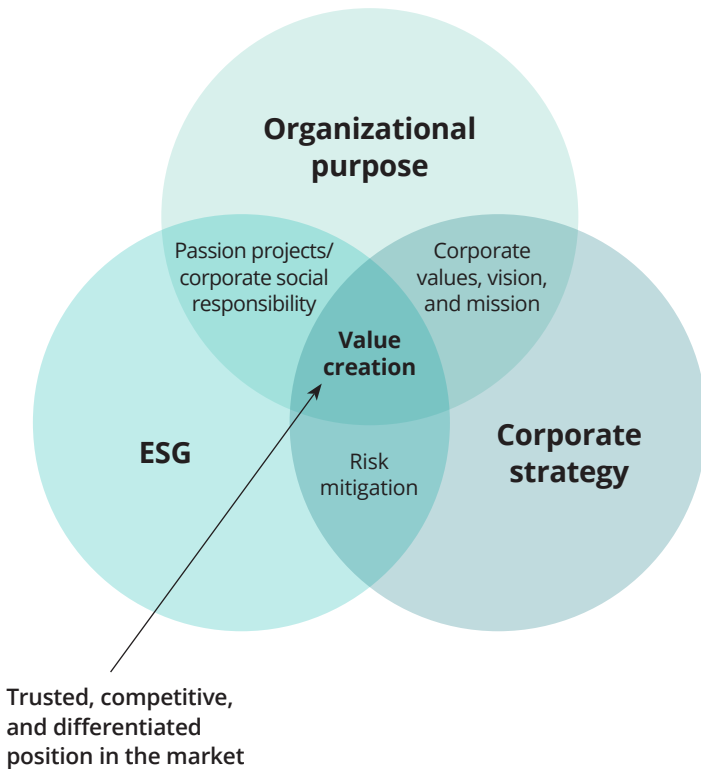 Organizational
purpose
Passion projects/
corporate social
responsibility
Corporate
values, vision,
and mission
Value
creation
ESG
Corporate
strategy
Risk
mitigation
Trusted, competitive,
and differentiated
position in the market